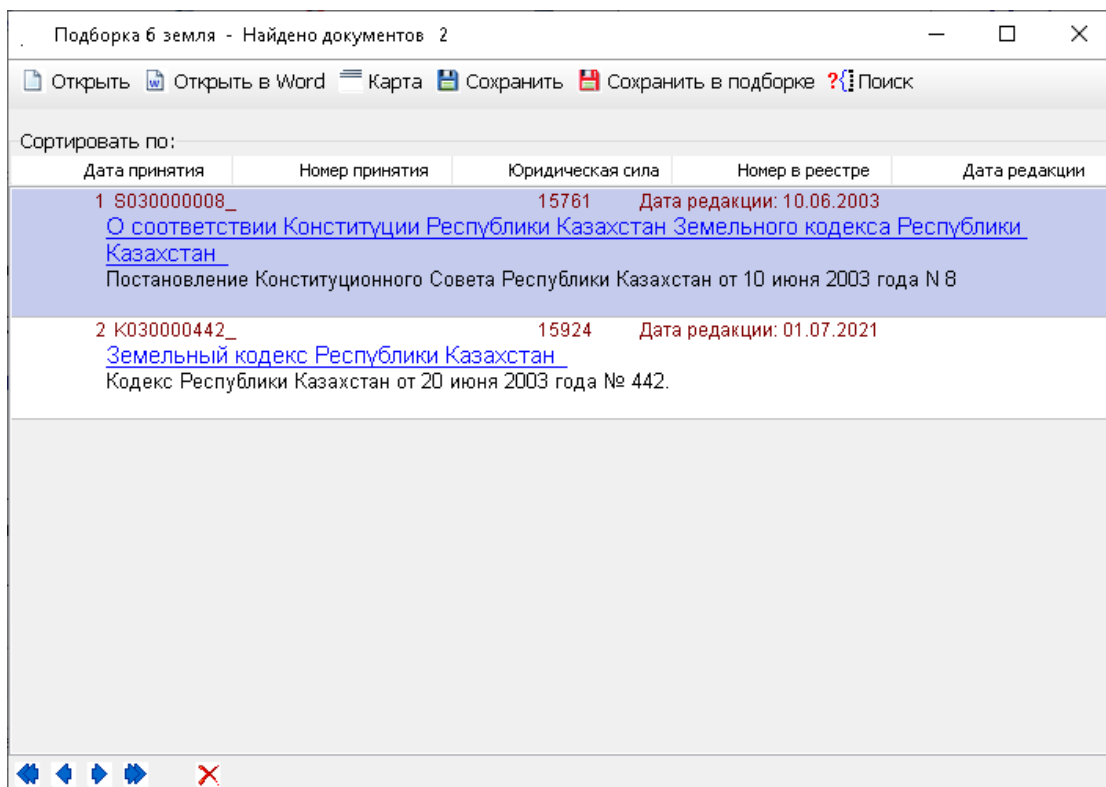 Подборка 6 земля - Найдено документов 2
Открыть Открыть в Word Карта Сохранить Сохранить в подборке ?{ Поиск
Сортировать по:
Дата принятия Номер принятия Юридическая сила Номер в реестре Дата редакции
1 S030000008_ 15761 Дата редакции: 10.06.2003
О соответствии Конституции Республики Казахстан Земельного кодекса Республики
Казахстан
Постановление Конституционного Совета Республики Казахстан от 10 июня 2003 года N 8
2 K030000442_ 15924 Дата редакции: 01.07.2021
Земельный кодекс Республики Казахстан
Кодекс Республики Казахстан от 20 июня 2003 года № 442.